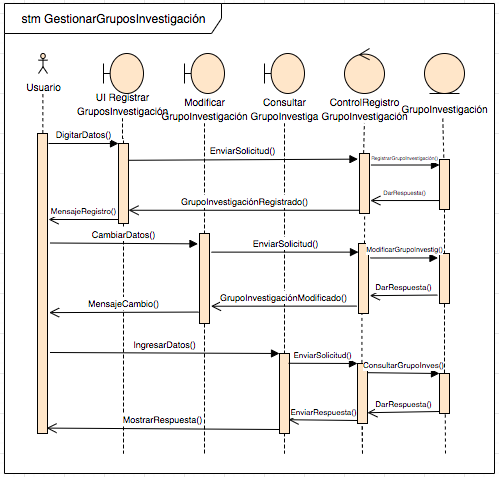 stm GestionarGruposInvestigación
Usuario
UI Registrar
GruposInvestigación
Modificar
GrupoInvestigación
Consultar
GrupoInvestiga
ControlRegistro
GrupoInvestigación
GrupoInvestigación
DigitarDatos()
EnviarSolicitud()
RegistrarGrupoInvestigación()
DarRespuesta()
GrupoInvestigaciónRegistrado()
MensajeRegistro()
CambiarDatos()
EnviarSolicitud()
ModificarGrupoInvestig()
DarRespuesta()
GrupoInvestigaciónModificado()
MensajeCambio()
IngresarDatos()
EnviarSolicitud()
ConsultarGrupoInves()
DarRespuesta()
EnviarRespuesta()
MostrarRespuesta()